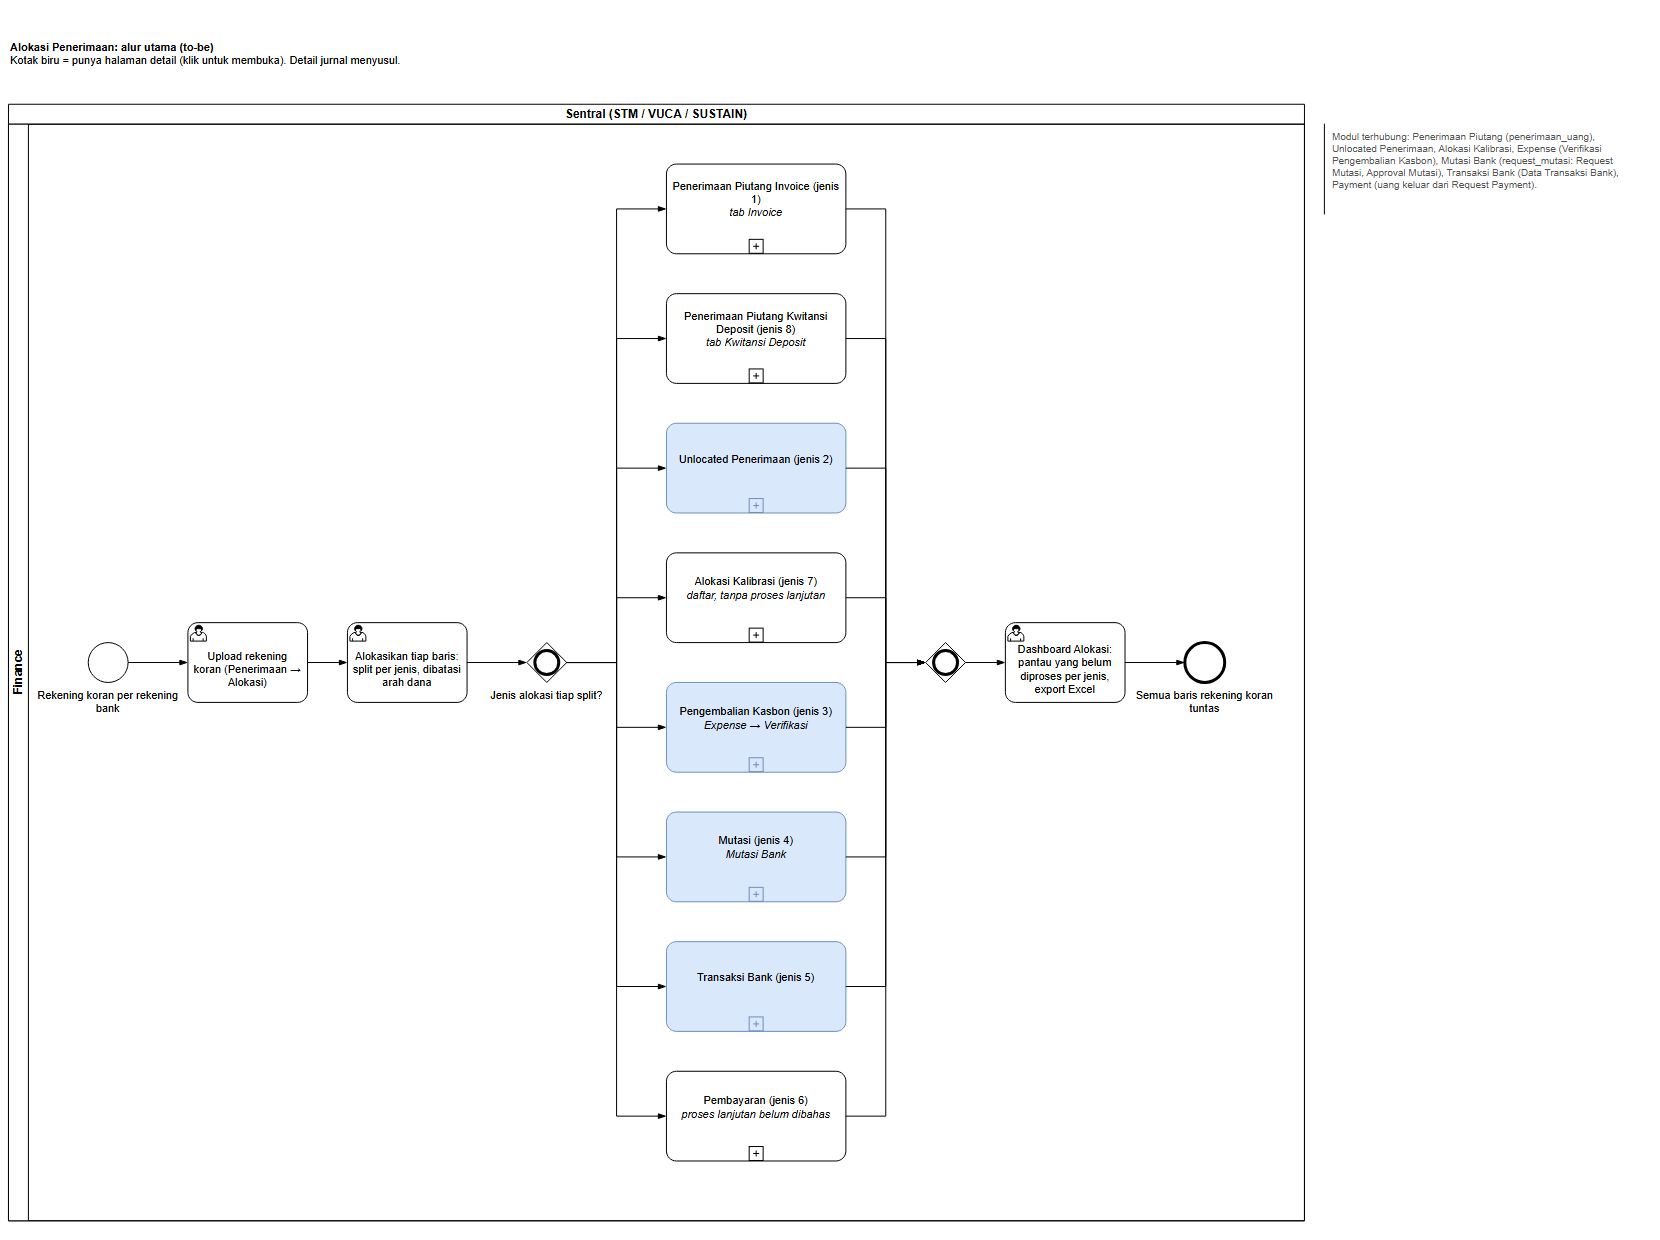 Alokasi Penerimaan: alur utama (to-be)
Kotak biru = punya halaman detail (klik untuk membuka). Detail jurnal menyusul.
Sentral (STM / VUCA / SUSTAIN)
Modul terhubung: Penerimaan Piutang (penerimaan_uang),
Unlocated Penerimaan, Alokasi Kalibrasi, Expense (Verifikasi
Pengembalian Kasbon), Mutasi Bank (request_mutasi: Request
Mutasi, Approval Mutasi), Transaksi Bank (Data Transaksi Bank),
Payment (uang keluar dari Request Payment).
Finance
Rekening koran per rekening
bank
Upload rekening
koran (Penerimaan →
Alokasi)
Alokasikan tiap baris:
split per jenis, dibatasi
arah dana
Jenis alokasi tiap split?
Penerimaan Piutang Invoice (jenis
1)
tab Invoice
Penerimaan Piutang Kwitansi
Deposit (jenis 8)
tab Kwitansi Deposit
Unlocated Penerimaan (jenis 2)
Alokasi Kalibrasi (jenis 7)
daftar, tanpa proses lanjutan
Pengembalian Kasbon (jenis 3)
Expense → Verifikasi
Mutasi (jenis 4)
Mutasi Bank
Transaksi Bank (jenis 5)
Pembayaran (jenis 6)
proses lanjutan belum dibahas
Dashboard Alokasi:
pantau yang belum
diproses per jenis,
export Excel
Semua baris rekening koran
tuntas